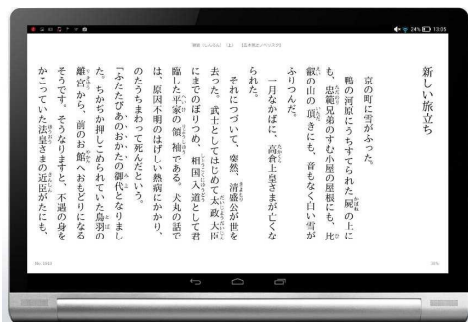 24% 13:05
新しい旅立ち
京の町に雪がふった。
鴨の河原にうちすてられた屍の上に
も、忠範兄弟のすむ小屋の屋根にも、比
叡の山の頂きにも、音もなく白い雪が
ふりつんだ。
一月なかばに、高倉上皇さまが亡くな
られた。
それにつづいて、突然、清盛公が世を
去った。武士としてはじめて太政大臣
にまでのぼりつめ、相国入道として君
臨した平家の領袖である。犬丸の話で
は、原因不明のはげしい熱病にかかり、
のたうちまわって死んだという。
「ふたたびあのおかたの御代となりまし
た。ちかぢか押しこめられていた鳥羽の
離宮から、前のお館へおもどりになる
そうです。そうなりますと、不遇の身を
かこっていた法皇さまの近臣がたにも、